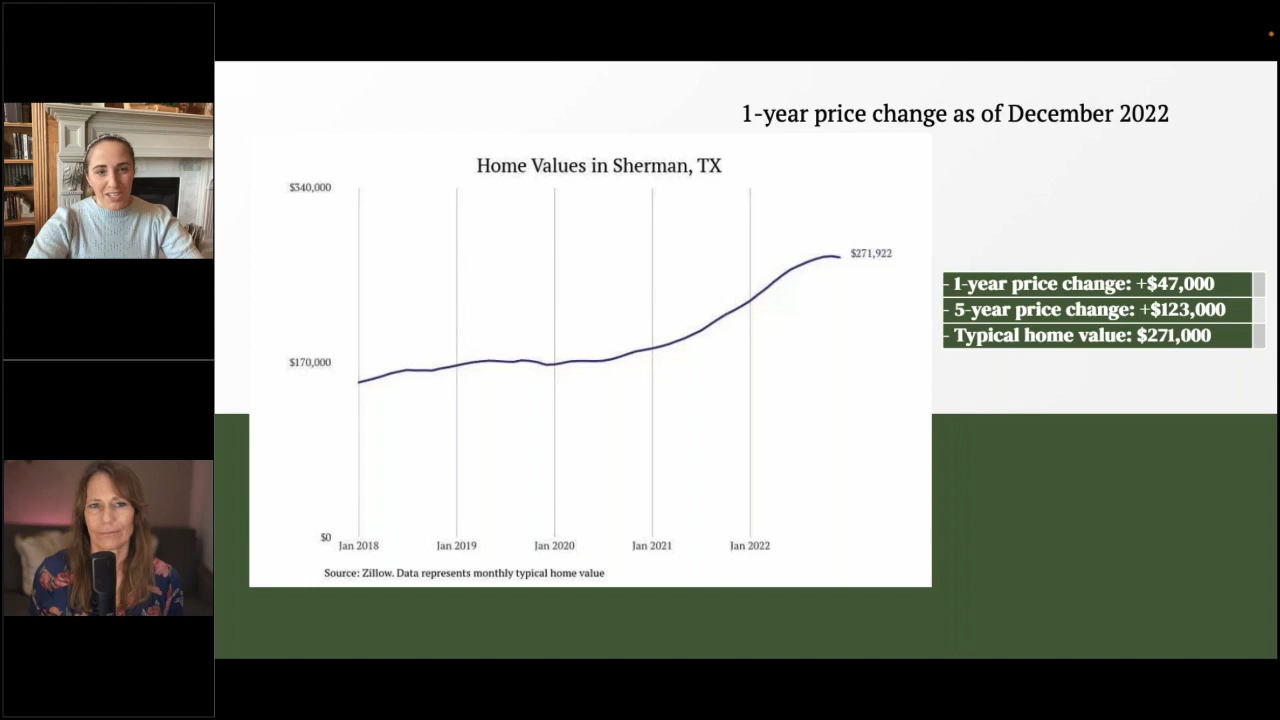 1-year price change as of December 2022
Home Values in Sherman, TX
$340,000
$271,922
$170,000
$0
Jan 2018
Jan 2019
Jan 2020
Jan 2021
Jan 2022
Source: Zillow. Data represents monthly typical home value
- 1-year price change: +$47,000
- 5-year price change: +$123,000
- Typical home value: $271,000